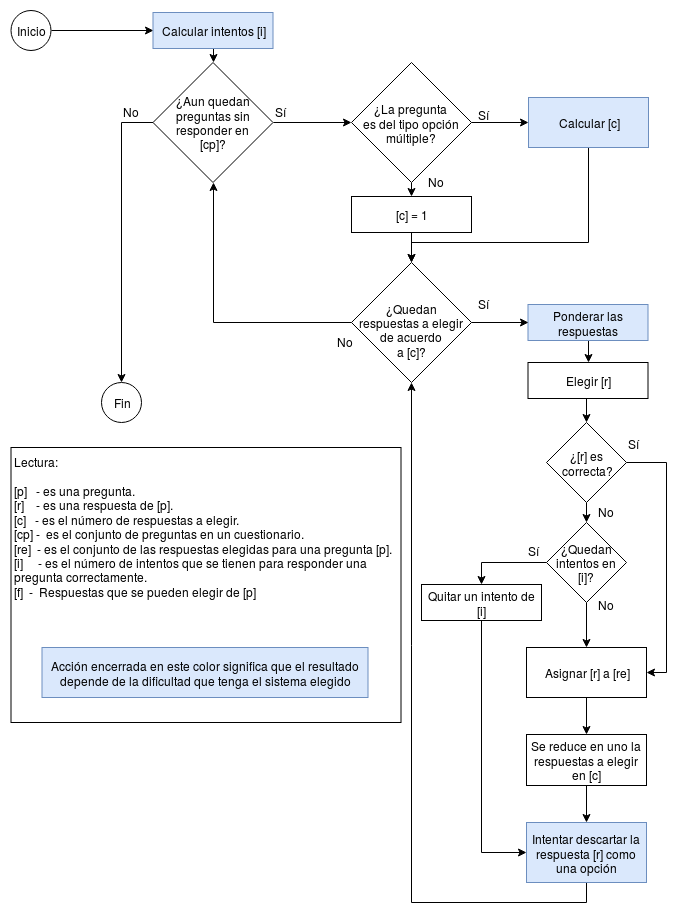 Inicio
Calcular intentos [i]
¿Aun quedan
preguntas sin
responder en
[cp]?
No
Sí
¿La pregunta
es del tipo opción
múltiple?
Sí
Calcular [c]
No
[c] = 1
¿Quedan
respuestas a elegir
de acuerdo
a [c]?
Sí
No
Ponderar las
respuestas
Elegir [r]
Fin
¿[r] es
correcta?
Sí
No
¿Quedan
intentos en
[i]?
Sí
No
Quitar un intento de
[i]
Asignar [r] a [re]
Se reduce en uno la
respuestas a elegir
en [c]
Intentar descartar la
respuesta [r] como
una opción
Lectura:
[p] - es una pregunta.
[r] - es una respuesta de [p].
[c] - es el número de respuestas a elegir.
[cp] - es el conjunto de preguntas en un cuestionario.
[re] - es el conjunto de las respuestas elegidas para una pregunta [p].
[i] - es el número de intentos que se tienen para responder una
pregunta correctamente.
[f] - Respuestas que se pueden elegir de [p]
Acción encerrada en este color significa que el resultado
depende de la dificultad que tenga el sistema elegido